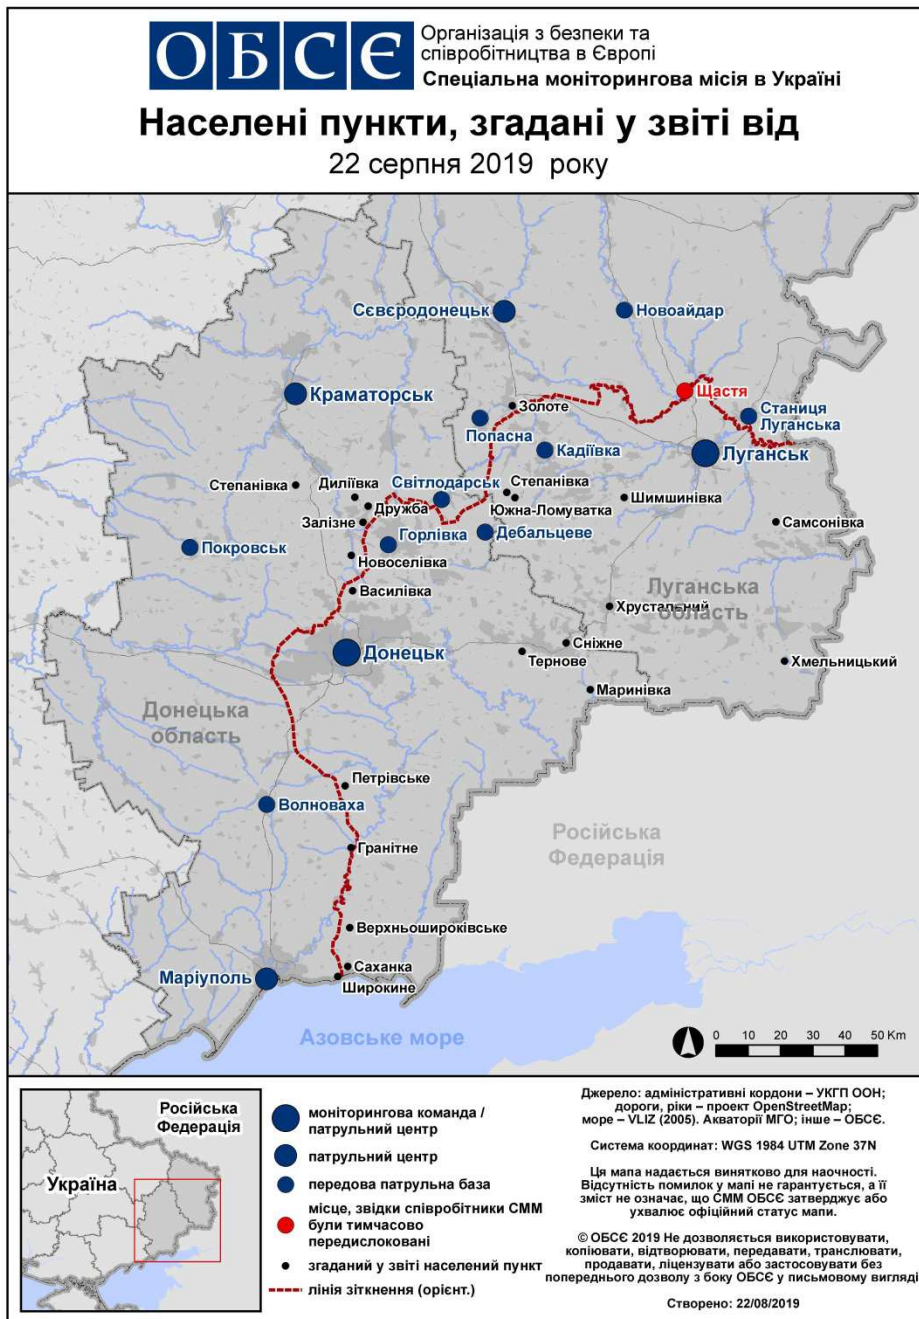 ОБСЄ
Організація з безпеки та
співробітництва в Європі
Спеціальна моніторингова місія в Україні
Населені пункти, згадані у звіті від
22 серпня 2019 року
Сєвєродонецьк
Новоайдар
Щастя
Краматорськ
Золоте
Станиця
Луганська
Попасна
Кадіївка
Луганськ
Світлодарськ
Степанівка
Диліївка
Степанівка
Дружба
Южна-Ломуватка
Шимшинівка
Залізне
Самсонівка
Горлівка
Дебальцеве
Покровськ
Новоселівка
Василівка
Луганська
область
Хрустальний
Сніжне
Донецьк
Тернове
Хмельницький
Маринівка
Донецька
область
Петрівське
Волноваха
Російська
Федерація
Гранітне
Верхньошироківське
Саханка
Маріуполь
Широкине
Азовське море
0 10 20 30 40 50 Km
Російська
Федерація
Україна
моніторингова команда /
патрульний центр
патрульний центр
передова патрульна база
місце, звідки співробітники СММ
були тимчасово
передислоковані
згаданий у звіті населений пункт
лінія зіткнення (орієнт.)
Джерело: адміністративні кордони – УКГП ООН;
дороги, ріки – проект OpenStreetMap;
море – VLIZ (2005). Акваторії МГО; інше – ОБСЄ.
Система координат: WGS 1984 UTM Zone 37N
Ця мапа надається винятково для наочності.
Відсутність помилок у мапі не гарантується, а її
зміст не означає, що СММ ОБСЄ затверджує або
ухвалює офіційний статус мапи.
© ОБСЄ 2019 Не дозволяється використовувати,
копіювати, відтворювати, передавати, транслювати,
продавати, ліцензувати або застосовувати без
попереднього дозволу з боку ОБСЄ у письмовому вигляді
Створено: 22/08/2019